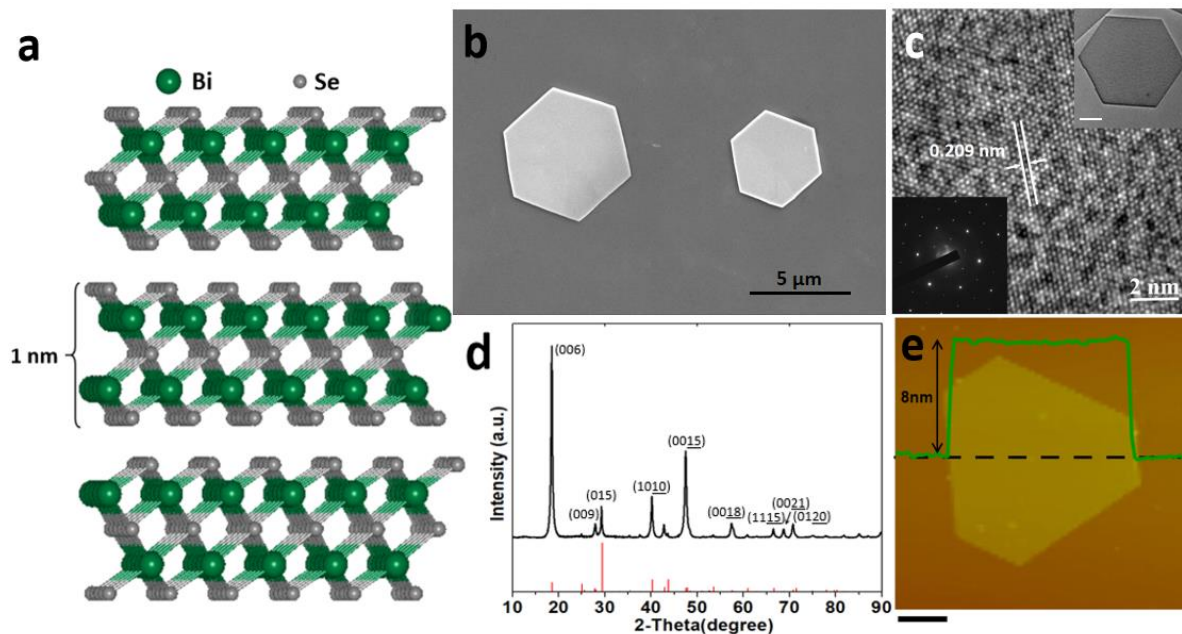 a
Bi
Se
1 nm
b
5 μm
c
0.209 nm
2 nm
d
(006)
(009)
(015)
(1010)
(0015)
(0018)
(1115)
(0021)
/
(0120)
Intensity (a.u.)
10 20 30 40 50 60 70 80 90
2-Theta(degree)
e
8nm